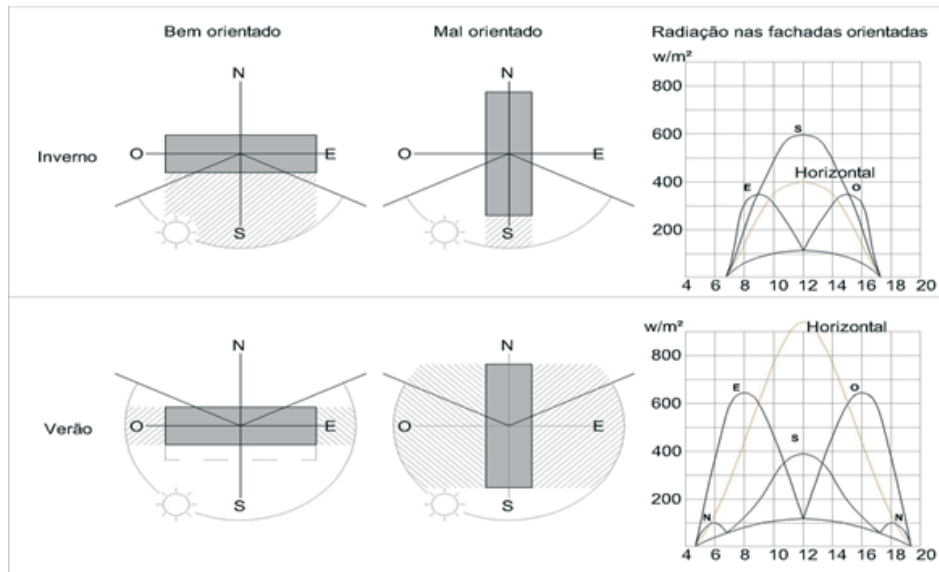 Bem orientado
Mal orientado
Radiação nas fachadas orientadas
w/m²
800
600
400
200
S
Horizontal
E
O
4 6 8 10 12 14 16 18 20
Inverno
N
O
E
S
N
O
E
S
w/m²
Horizontal
800
600
400
200
E
O
S
N
N
4 6 8 10 12 14 16 18 20
Verão
N
O
E
S
N
O
E
S